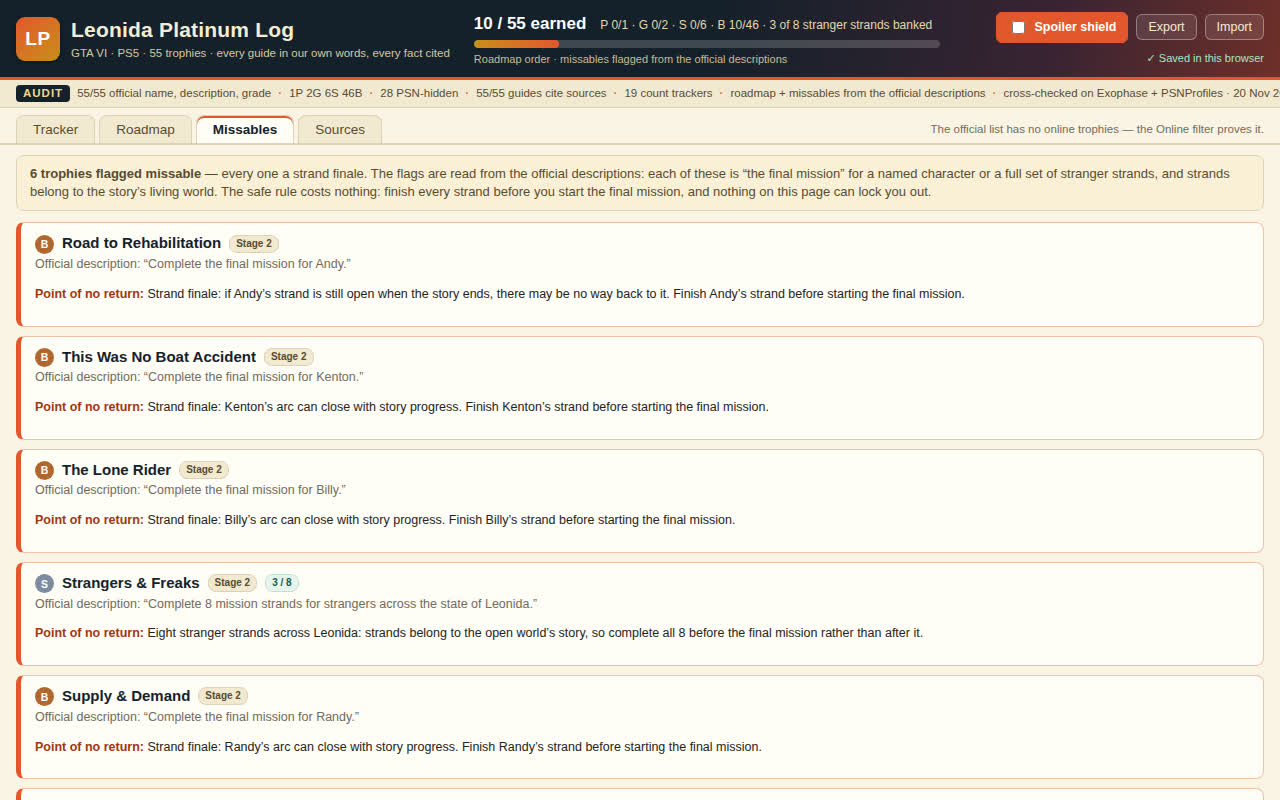 LP
Leonida Platinum Log
GTA VI · PS5 · 55 trophies · every guide in our own words, every fact cited
10 / 55 earned P 0/1 · G 0/2 · S 0/6 · B 10/46 · 3 of 8 stranger strands banked
Roadmap order · missables flagged from the official descriptions
Spoiler shield
Export
Import
✓ Saved in this browser
AUDIT 55/55 official name, description, grade · 1P 2G 6S 46B · 28 PSN-hidden · 55/55 guides cite sources · 19 count trackers · roadmap + missables from the official descriptions · cross-checked on Exophase + PSNProfiles · 20 Nov
Tracker
Roadmap
Missables
Sources
The official list has no online trophies — the Online filter proves it.
6 trophies flagged missable — every one a strand finale. The flags are read from the official descriptions: each of these is “the final mission” for a named character or a full set of stranger strands, and strands
belong to the story’s living world. The safe rule costs nothing: finish every strand before you start the final mission, and nothing on this page can lock you out.
B Road to Rehabilitation Stage 2
Official description: “Complete the final mission for Andy.”
Point of no return: Strand finale: if Andy’s strand is still open when the story ends, there may be no way back to it. Finish Andy’s strand before starting the final mission.
B This Was No Boat Accident Stage 2
Official description: “Complete the final mission for Kenton.”
Point of no return: Strand finale: Kenton’s arc can close with story progress. Finish Kenton’s strand before starting the final mission.
B The Lone Rider Stage 2
Official description: “Complete the final mission for Billy.”
Point of no return: Strand finale: Billy’s arc can close with story progress. Finish Billy’s strand before starting the final mission.
S Strangers & Freaks Stage 2 3 / 8
Official description: “Complete 8 mission strands for strangers across the state of Leonida.”
Point of no return: Eight stranger strands across Leonida: strands belong to the open world’s story, so complete all 8 before the final mission rather than after it.
B Supply & Demand Stage 2
Official description: “Complete the final mission for Randy.”
Point of no return: Strand finale: Randy’s arc can close with story progress. Finish Randy’s strand before starting the final mission.